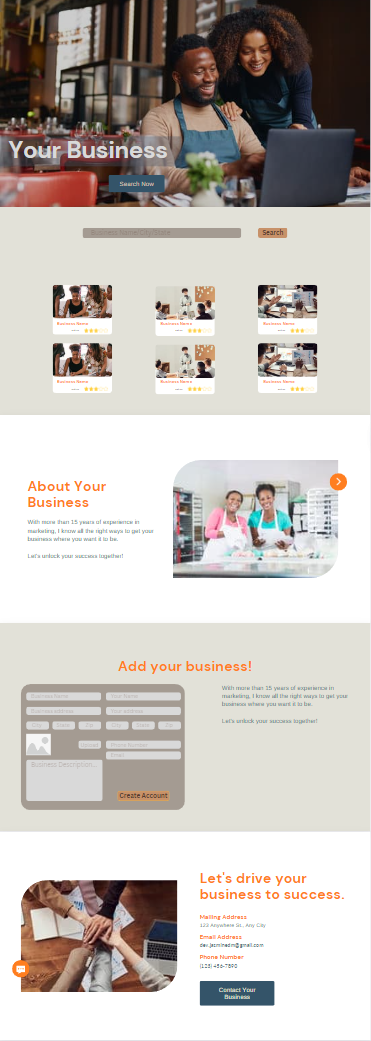 Your Business
Search Now
Business Name/City/State
Search
Business Name
Business Name
Business Name
Business Name
Business Name
Business Name
About Your
Business
With more than 15 years of experience in
marketing, I know all the right ways to get your
business where you want it to be.
Let's unlock your success together!
Add your business!
Business Name
Your Name
Business Address
Your address
City
State
Zip
City
State
Zip
Upload
Phone Number
Email
Business Description...
Create Account
With more than 15 years of experience in
marketing, I know all the right ways to get your
business where you want it to be.
Let's unlock your success together!
Let's drive your
business to success.
Mailing Address
123 Anywhere St., Any City
Email Address
dev.jasminadin@gmail.com
Phone Number
(123) 456-7890
Contact Your
Business